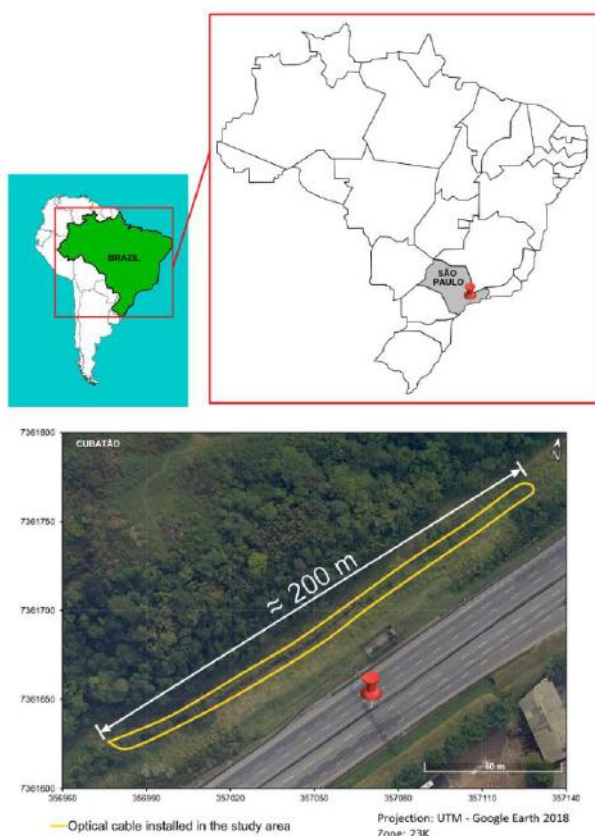 BRAZIL
SÃO
PAULO
CUBATÃO
N
≈ 200 m
60 m
7361800
7361750
7361700
7361650
7361600
356960
356990
357020
357050
357080
357110
357140
Optical cable installed in the study area
Projection: UTM - Google Earth 2018
Zone: 23K